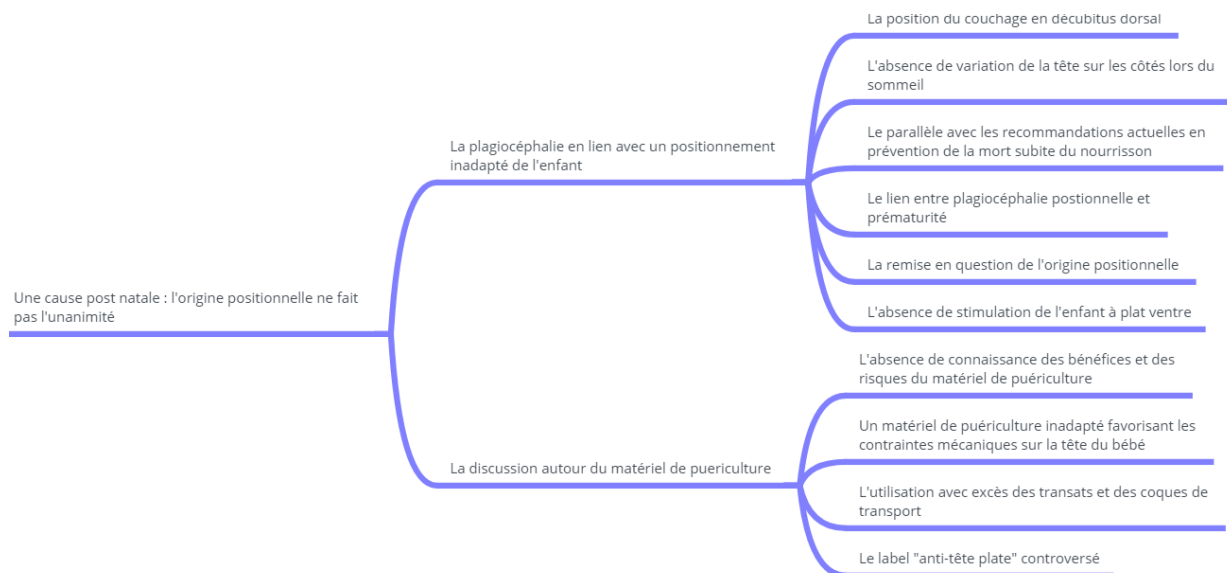 La position du couchage en décubitus dorsal
L'absence de variation de la tête sur les côtés lors du
sommeil
Le parallèle avec les recommandations actuelles en
prévention de la mort subite du nourrisson
La plagiocéphalie en lien avec un positionnement
inadapté de l'enfant
Le lien entre plagiocéphalie postionnelle et
prématurité
La remise en question de l'origine positionnelle
L'absence de stimulation de l'enfant à plat ventre
Une cause post natale : l'origine positionnelle ne fait
pas l'unanimité
L'absence de connaissance des bénéfices et des
risques du matériel de puériculture
Un matériel de puériculture inadapté favorisant les
contraintes mécaniques sur la tête du bébé
La discussion autour du matériel de puericulture
L'utilisation avec excès des transats et des coques de
transport
Le label "anti-tête plate" controversé